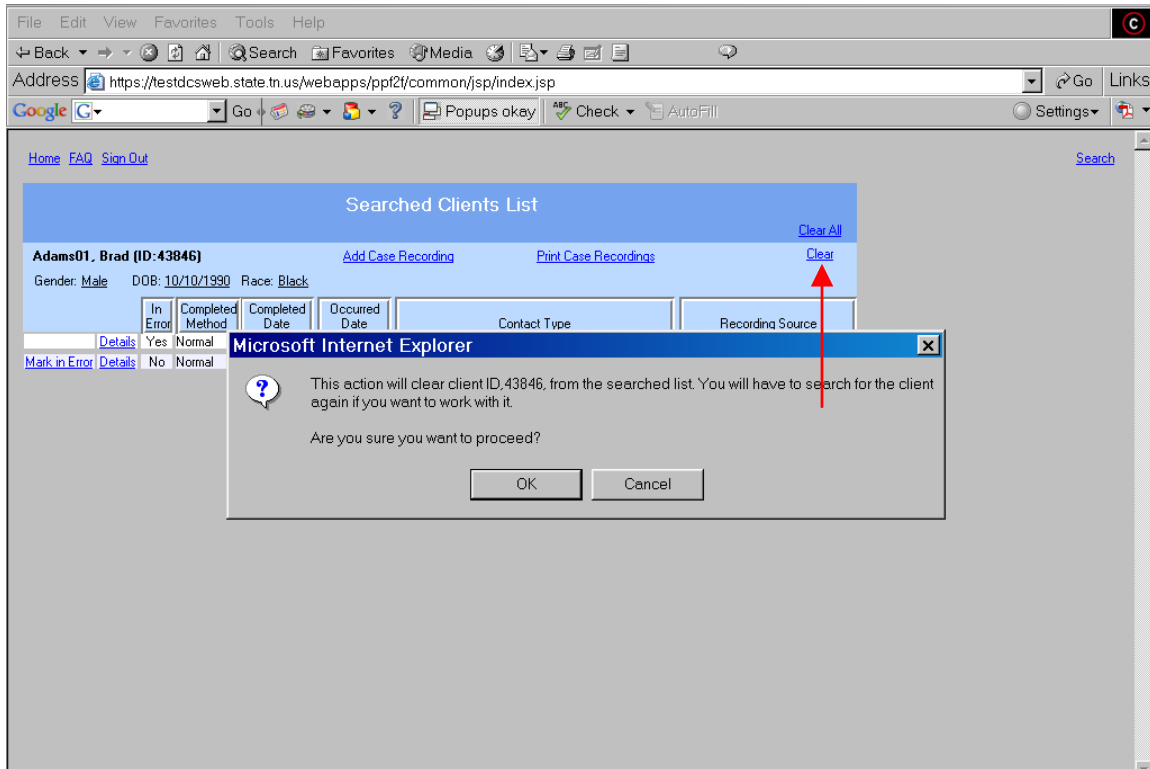 File Edit View Favorites Tools Help
Back Search Favorites Media
Address https://testdcsweb.state.tn.us/webapps/ppf2f/common/jsp/index.jsp Go Links
Google G Go Popups okay ABC Check AutoFill Settings
Home FAQ Sign Out Search
Searched Clients List
Clear All
Adams01, Brad (ID:43846) Add Case Recording Print Case Recordings Clear
Gender: Male DOB: 10/10/1990 Race: Black
In Error Completed Method Completed Date Occurred Date Contact Type Recording Source
Details Yes Normal
Mark in Error Details No Normal
Microsoft Internet Explorer
This action will clear client ID,43846, from the searched list. You will have to search for the client
again if you want to work with it.
Are you sure you want to proceed?
OK Cancel